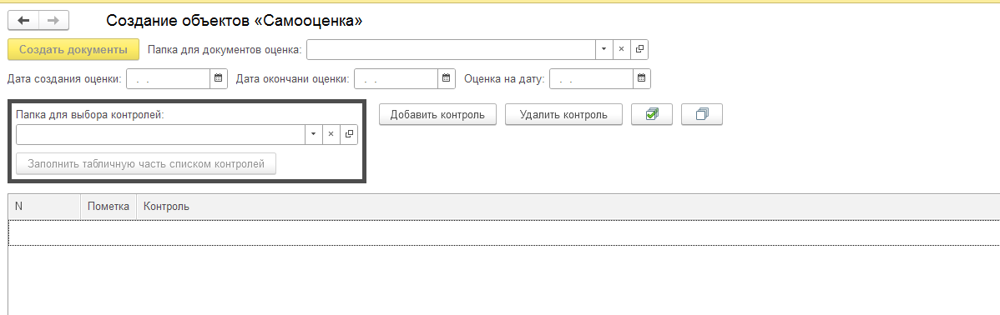 Создание объектов «Самооценка»
Создать документы Папка для документов оценка:
Дата создания оценки: . . Дата окончани оценки: . . Оценка на дату: . .
Папка для выбора контролей:
Добавить контроль Удалить контроль
Заполнить табличную часть списком контролей
N Пометка Контроль